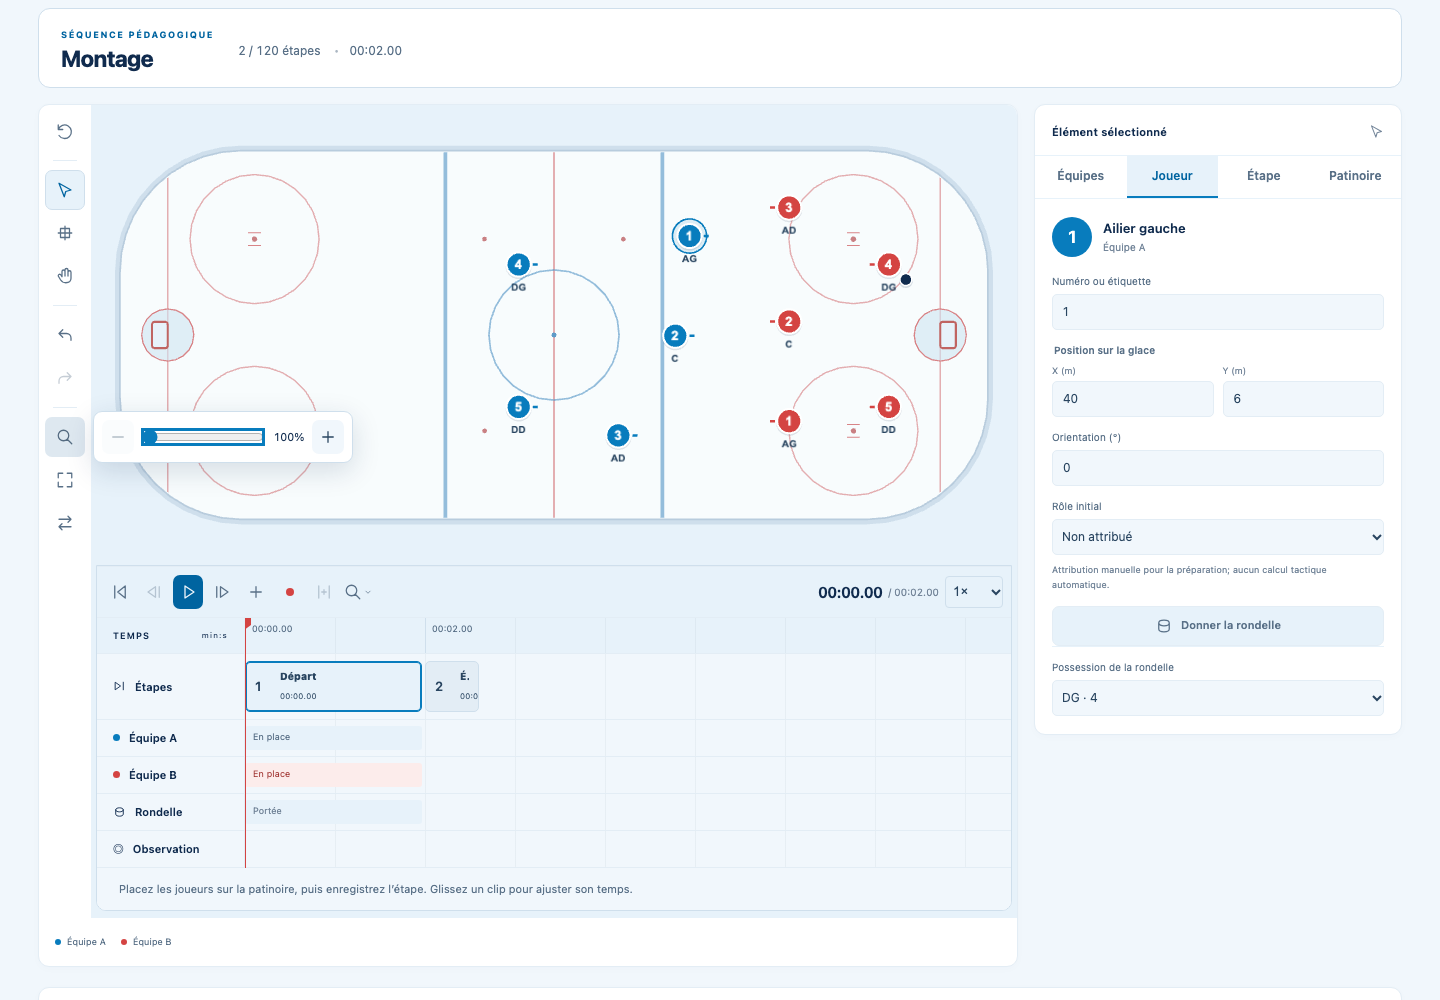 SÉQUENCE PÉDAGOGIQUE
Montage
2 / 120 étapes • 00:02.00
Élément sélectionné
Équipes Joueur Étape Patinoire
1 Ailier gauche
Équipe A
Numéro ou étiquette
1
Position sur la glace
X (m) Y (m)
40 6
Orientation (°)
0
Rôle initial
Non attribué
Attribution manuelle pour la préparation; aucun calcul tactique
automatique.
Donner la rondelle
Possession de la rondelle
DG · 4
3
AD
1
AG
4
DG
4
DG
2
C
2
C
5
DD
3
AD
1
AG
5
DD
100%
00:00.00 / 00:02.00 1×
TEMPS min:s 00:00.00 00:02.00
Étapes
1 Départ
00:00.00
2 É.
00:0
Équipe A En place
Équipe B En place
Rondelle Portée
Observation
Placez les joueurs sur la patinoire, puis enregistrez l'étape. Glissez un clip pour ajuster son temps.
Équipe A Équipe B